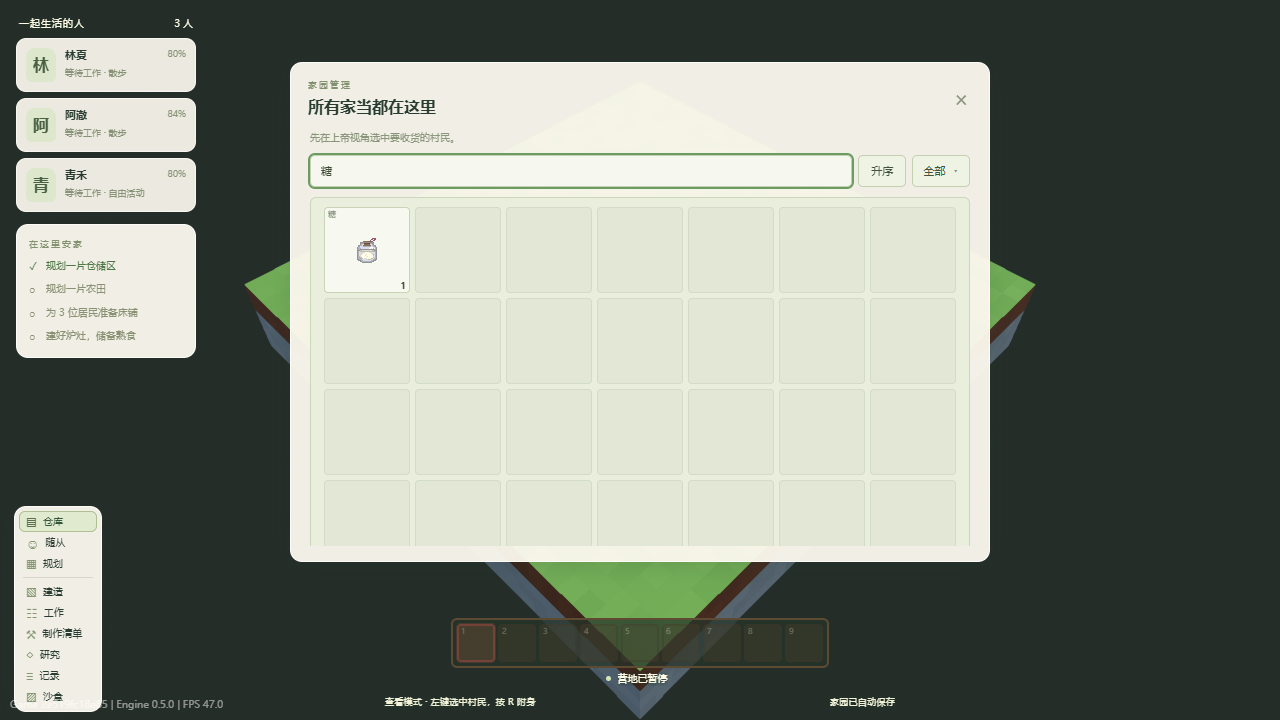 一起生活的人 3 人
林 林夏 80%
等待工作 · 散步
阿 阿澈 84%
等待工作 · 散步
青 青禾 80%
等待工作 · 自由活动
在这里安家
✓ 规划一片仓储区
○ 规划一片农田
○ 为 3 位居民准备床铺
○ 建好炉灶，储备熟食
家园管理
所有家当都在这里
×
先在上帝视角选中要收货的村民。
糖 升序 全部
糖
1
仓库
随从
规划
建造
工作
制作清单
研究
记录
沙盒
1 2 3 4 5 6 7 8 9
营地已暂停
5 | Engine 0.5.0 | FPS 47.0
查看模式 · 左键选中村民，按 R 附身
家园已自动保存